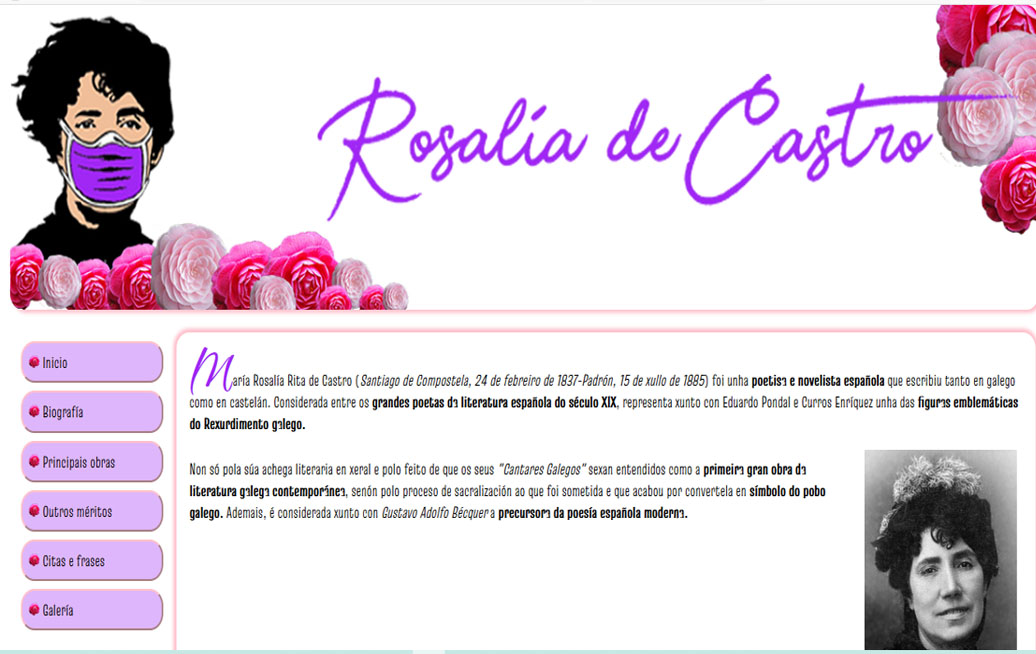 Rosalía de Castro
Inicio
Biografía
Principais obras
Outros méritos
Citas e frases
Galería
María Rosalía Rita de Castro (Santiago de Compostela, 24 de febreiro de 1837-Padrón, 15 de xullo de 1885) foi unha poetisa e novelista española que escribiu tanto en galego
como en castelán. Considerada entre os grandes poetas da literatura española do século XIX, representa xunto con Eduardo Pondal e Curros Enríquez unha das figuras emblemáticas
do Rexurdimento galego.
Non só pola súa achega literaria en xeral e polo feito de que os seus "Cantares Galegos" sexan entendidos como a primeira gran obra da
literatura galega contemporánea, senón polo proceso de sacralización ao que foi sometida e que acabou por convertela en símbolo do pobo
galego. Ademais, é considerada xunto con Gustavo Adolfo Bécquer a precursora da poesía española moderna.